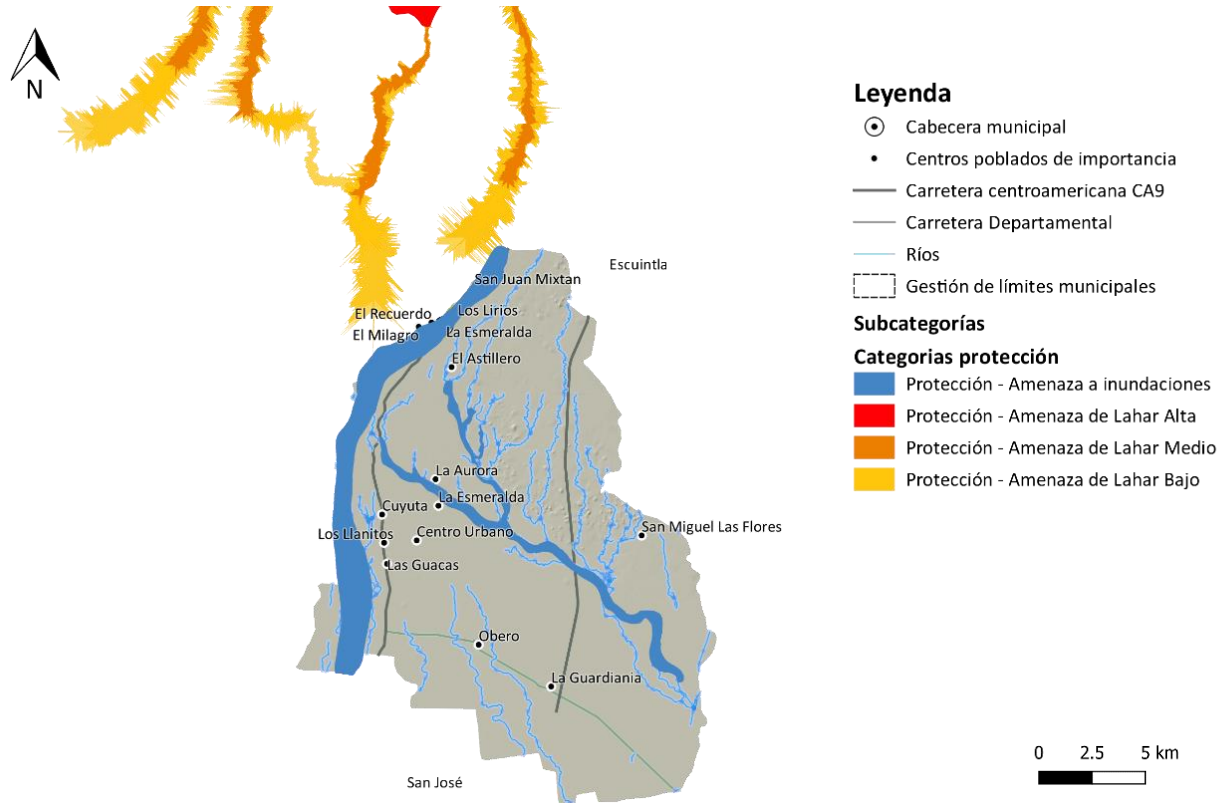 N
Escuintla
San Juan Mixtan
El Recuerdo
Los Lirios
El Milagro
La Esmeralda
El Astillero
La Aurora
La Esmeralda
Cuyuta
Los Llanitos
Centro Urbano
San Miguel Las Flores
Las Guacas
Obero
La Guardiania
San José
Leyenda
Cabecera municipal
Centros poblados de importancia
Carretera centroamericana CA9
Carretera Departamental
Ríos
Gestión de límites municipales
Subcategorías
Categorias protección
Protección - Amenaza a inundaciones
Protección - Amenaza de Lahar Alta
Protección - Amenaza de Lahar Medio
Protección - Amenaza de Lahar Bajo
0 2.5 5 km